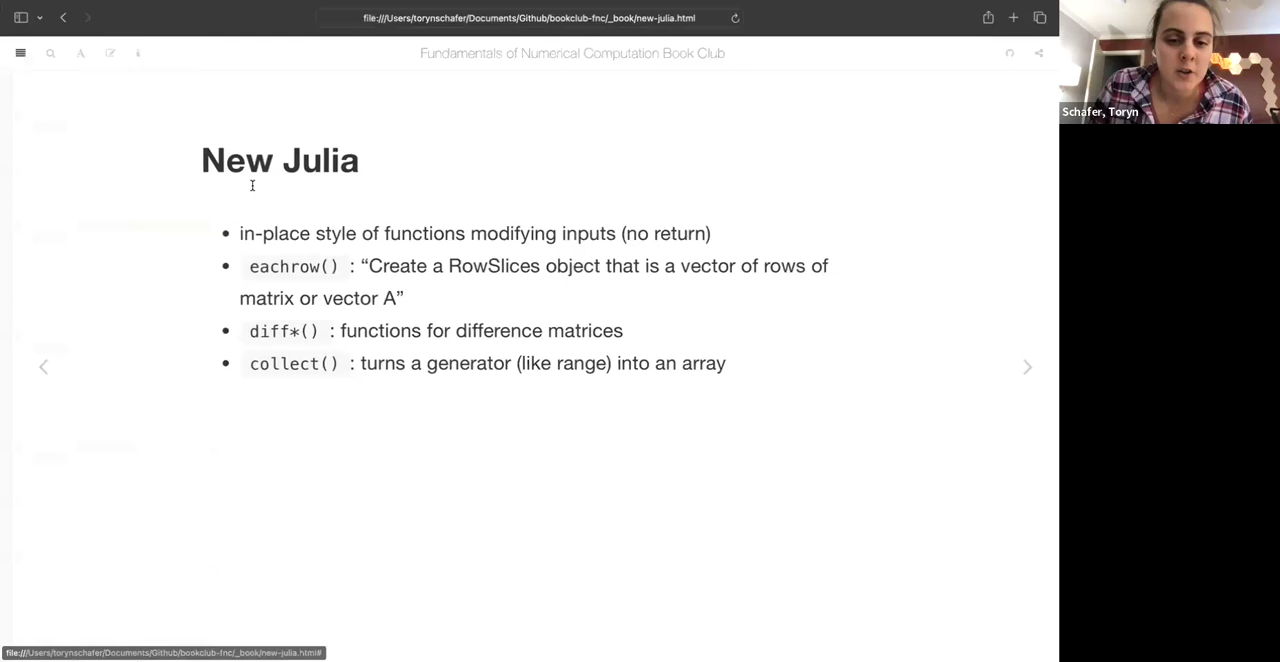 file:///Users/torynschafer/Documents/Github/bookclub-fnc/_book/new-julia.html
Fundamentals of Numerical Computation Book Club
Schafer, Toryn
New Julia
• in-place style of functions modifying inputs (no return)
• eachrow() : “Create a RowSlices object that is a vector of rows of
matrix or vector A”
• diff*() : functions for difference matrices
• collect() : turns a generator (like range) into an array
file:///Users/torynschafer/Documents/Github/bookclub-fnc/_book/new-julia.html#